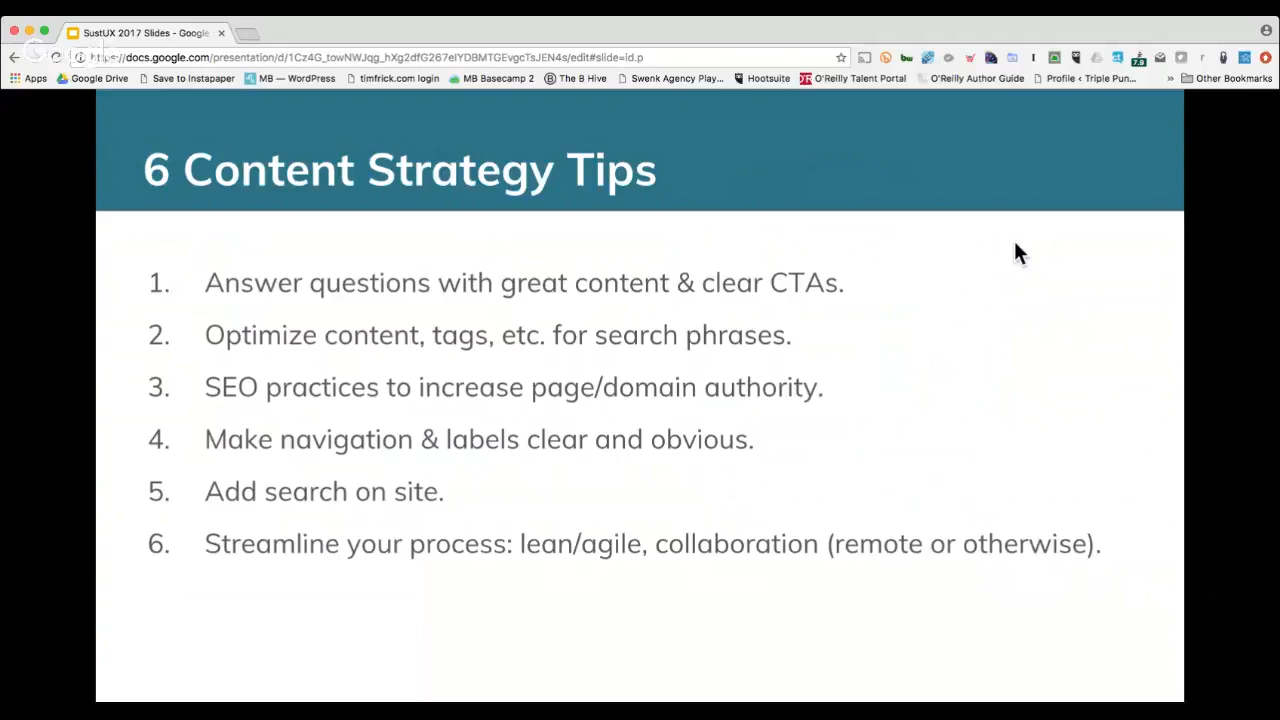 SustUX 2017 Slides - Google
Google
https://docs.google.com/presentation/d/1Cz4G_towNWJqg_hXg2dfG267eIYDBMTGEvgcTsJEN4s/edit#slide=id.p
Apps Google Drive Save to Instapaper MB — WordPress timfrick.com login MB Basecamp 2 The B Hive Swenk Agency Play... Hootsuite O'Reilly Talent Portal O'Reilly Author Guide Profile ‹ Triple Pun... » Other Bookmarks
7.9
6 Content Strategy Tips
1. Answer questions with great content & clear CTAs.
2. Optimize content, tags, etc. for search phrases.
3. SEO practices to increase page/domain authority.
4. Make navigation & labels clear and obvious.
5. Add search on site.
6. Streamline your process: lean/agile, collaboration (remote or otherwise).